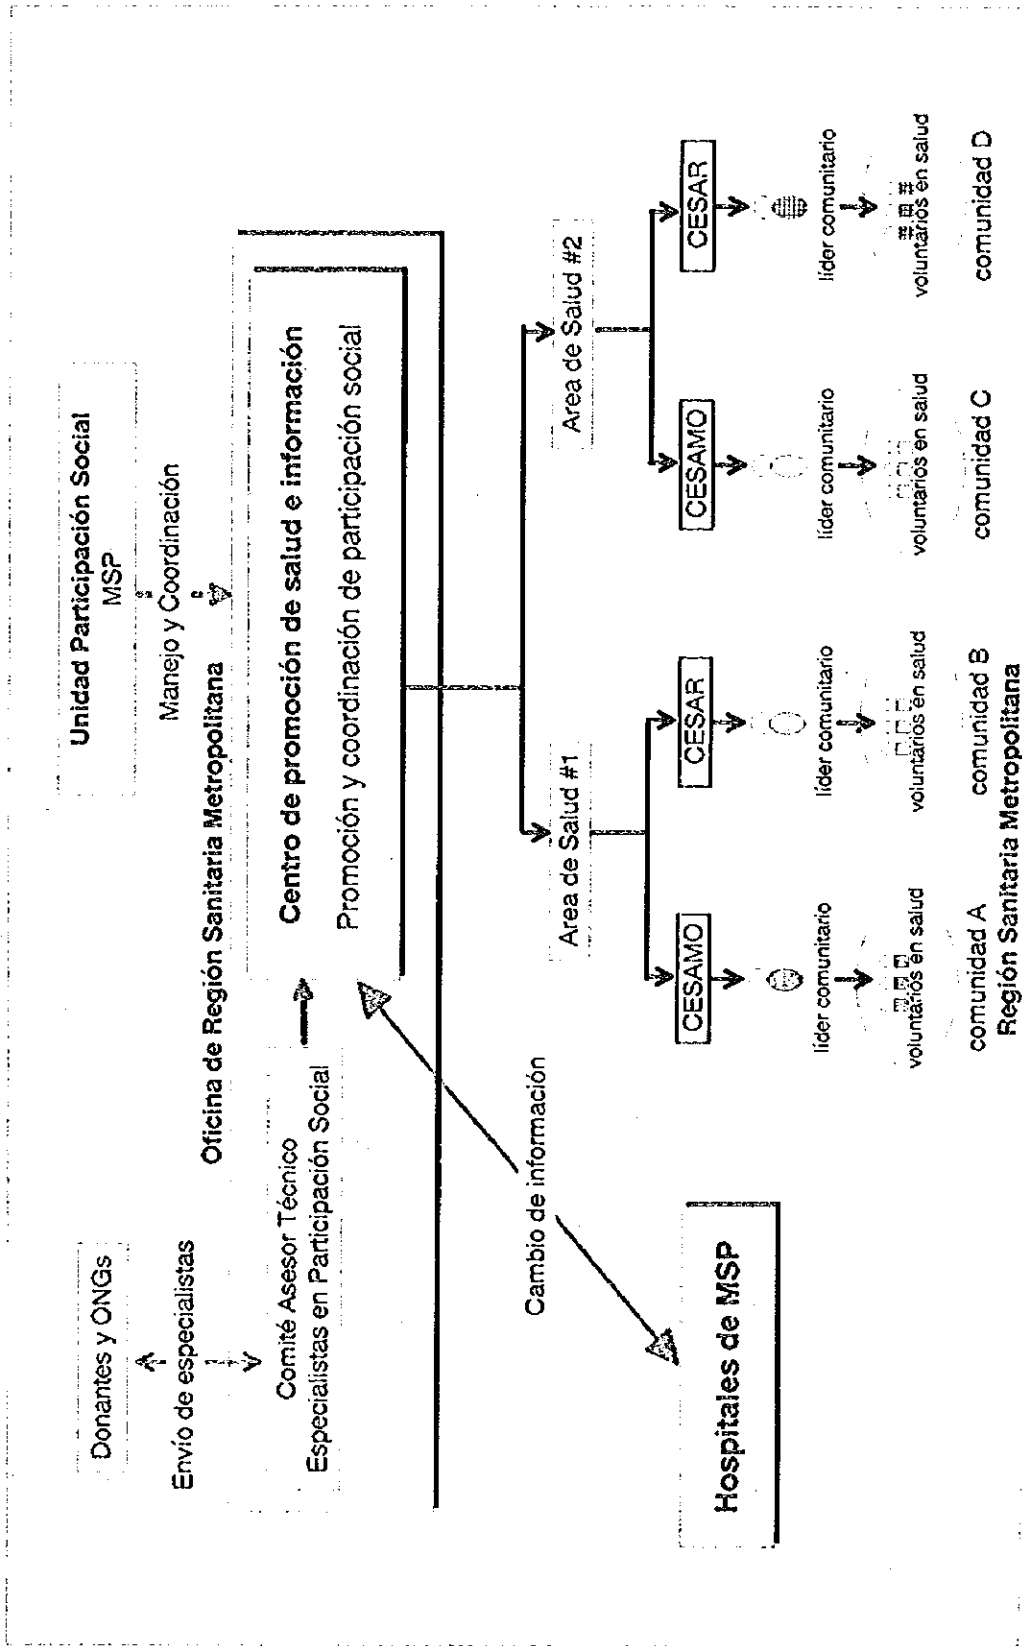 Unidad Participación Social
MSP
Donantes y ONGs
Manejo y Coordinación
Envío de especialistas
Oficina de Región Sanitaria Metropolitana
Comité Asesor Técnico
Especialistas en Participación Social
Centro de promoción de salud e información
Promoción y coordinación de participación social
Cambio de información
Hospitales de MSP
Area de Salud #1
Area de Salud #2
CESAMO
CESAR
CESAMO
CESAR
líder comunitario
líder comunitario
líder comunitario
líder comunitario
voluntarios en salud
voluntarios en salud
voluntarios en salud
voluntarios en salud
comunidad A
comunidad B
comunidad C
comunidad D
Región Sanitaria Metropolitana